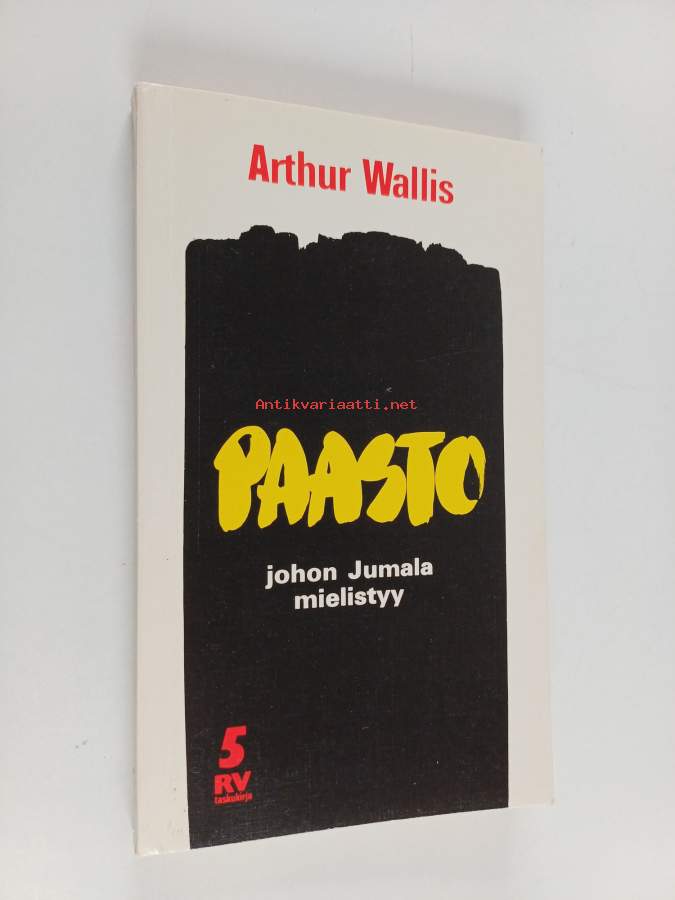 Arthur Wallis
Antikvariaatti.net
PAASTO
johon Jumala
mielistyy
5
RV
taskukirja